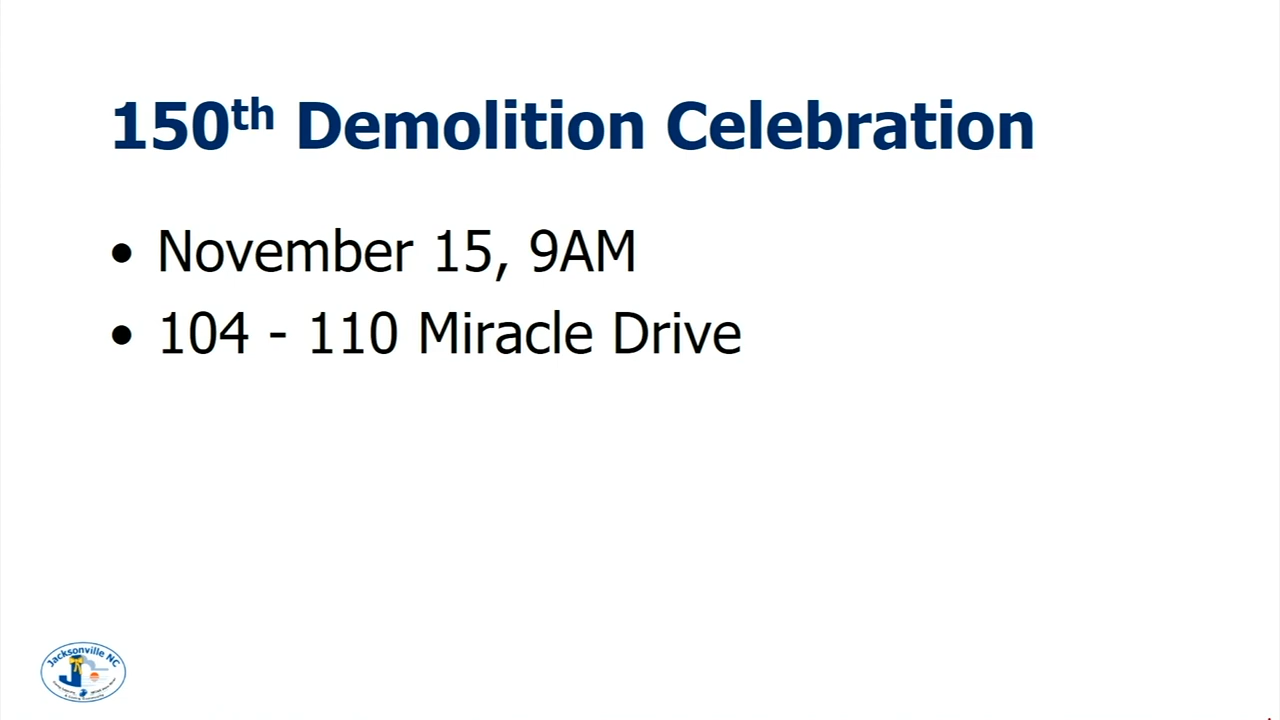 150th Demolition Celebration
• November 15, 9AM
• 104 - 110 Miracle Drive
Jacksonville NC